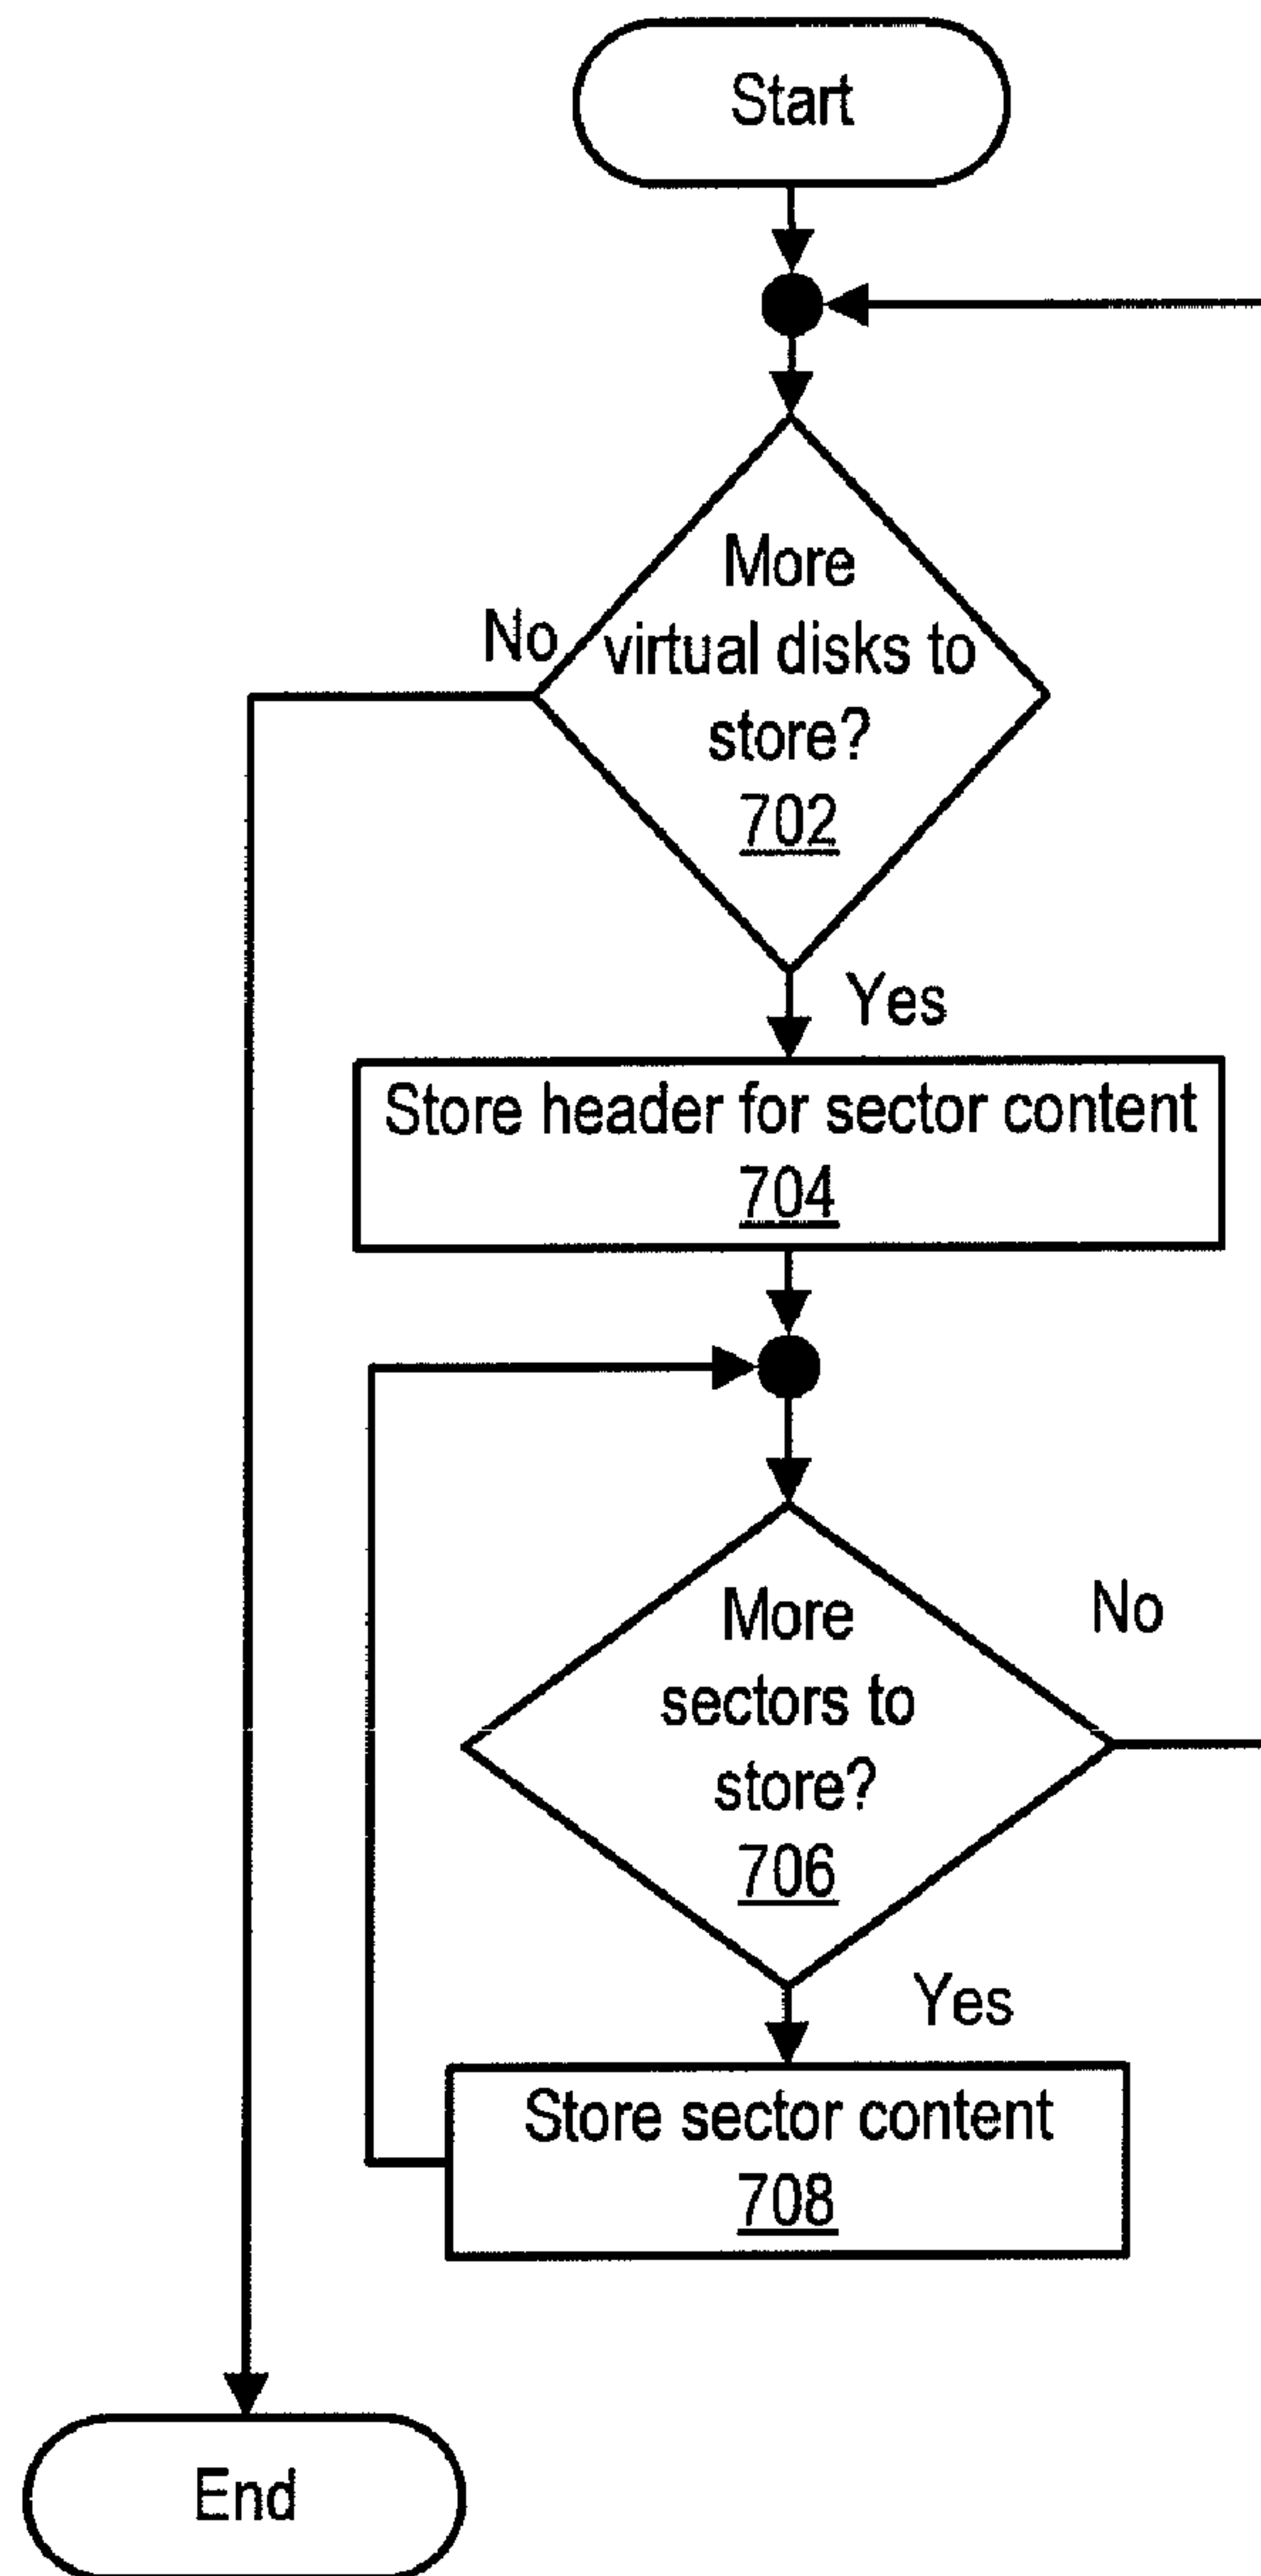 Start
More
No
virtual disks to
store?
702
Yes
Store header for sector content
704
More
No
sectors to
store?
706
Yes
Store sector content
708
End